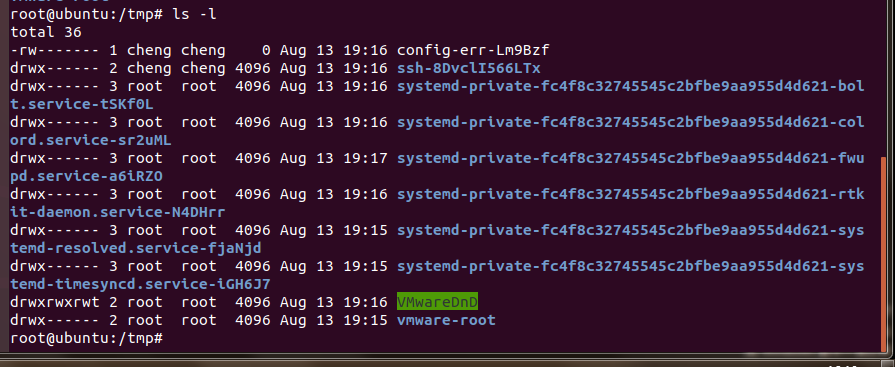 root@ubuntu:/tmp# ls -l
total 36
-rw------- 1 cheng cheng    0 Aug 13 19:16 config-err-Lm9Bzf
drwx------ 2 cheng cheng 4096 Aug 13 19:16 ssh-8DvclI566LTx
drwx------ 3 root  root  4096 Aug 13 19:16 systemd-private-fc4f8c32745545c2bfbe9aa955d4d621-bol
t.service-tSKf0L
drwx------ 3 root  root  4096 Aug 13 19:16 systemd-private-fc4f8c32745545c2bfbe9aa955d4d621-col
ord.service-sr2uML
drwx------ 3 root  root  4096 Aug 13 19:17 systemd-private-fc4f8c32745545c2bfbe9aa955d4d621-fwu
pd.service-a6iRZO
drwx------ 3 root  root  4096 Aug 13 19:16 systemd-private-fc4f8c32745545c2bfbe9aa955d4d621-rtk
it-daemon.service-N4DHrr
drwx------ 3 root  root  4096 Aug 13 19:15 systemd-private-fc4f8c32745545c2bfbe9aa955d4d621-sys
temd-resolved.service-fjaNjd
drwx------ 3 root  root  4096 Aug 13 19:15 systemd-private-fc4f8c32745545c2bfbe9aa955d4d621-sys
temd-timesyncd.service-iGH6J7
drwxrwxrwt 2 root  root  4096 Aug 13 19:16 VMwareDnD
drwx------ 2 root  root  4096 Aug 13 19:15 vmware-root
root@ubuntu:/tmp#